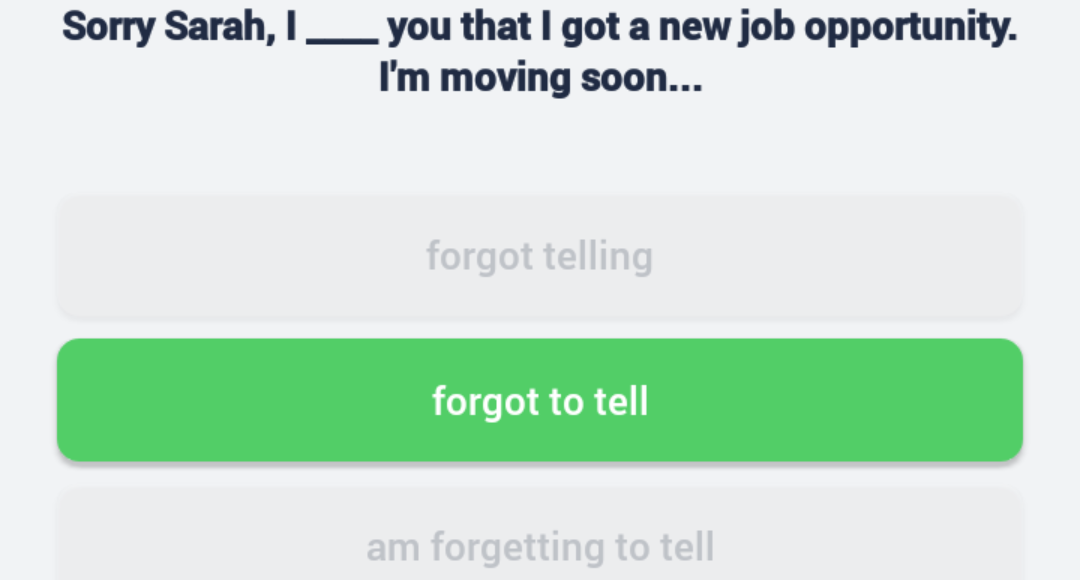 Sorry Sarah, I ____ you that I got a new job opportunity.
I'm moving soon...
forgot telling
forgot to tell
am forgetting to tell